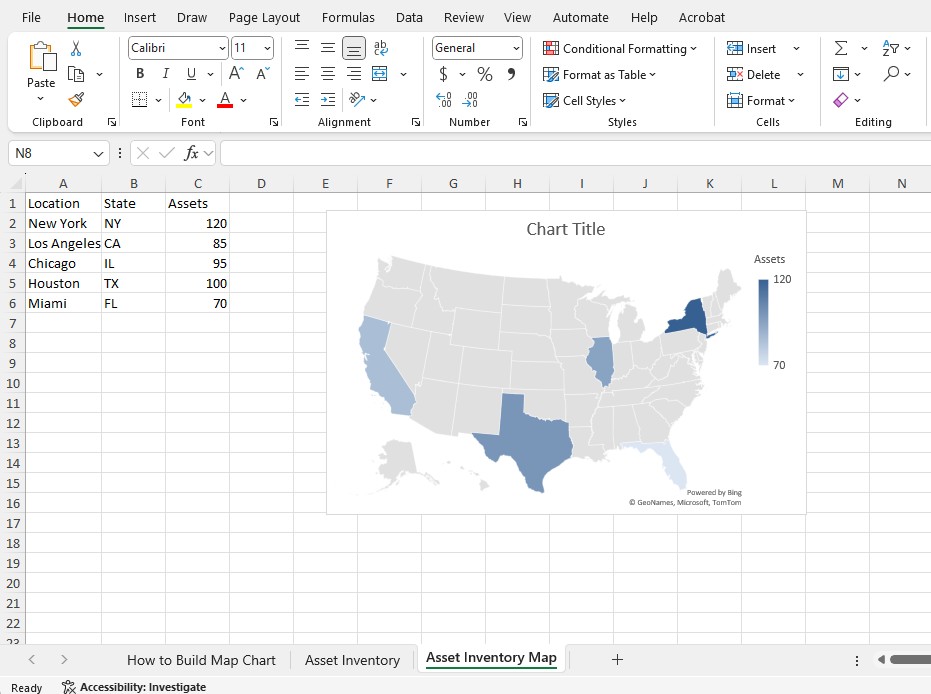 File Home Insert Draw Page Layout Formulas Data Review View Automate Help Acrobat
Paste
Calibri 11
General
Conditional Formatting
Insert
B I U A A
$ % 9
Format as Table
Delete
Cell Styles
Format
Clipboard Font Alignment Number Styles Cells Editing
N8 fx
A B C D E F G H I J K L M N
1 Location State Assets
2 New York NY 120
3 Los Angeles CA 85
4 Chicago IL 95
5 Houston TX 100
6 Miami FL 70
7
8
9
10
11
12
13
14
15
16
17
18
19
20
21
22
23
Chart Title
Assets
120
70
Powered by Bing
© GeoNames, Microsoft, TomTom
How to Build Map Chart Asset Inventory Asset Inventory Map
Ready Accessibility: Investigate